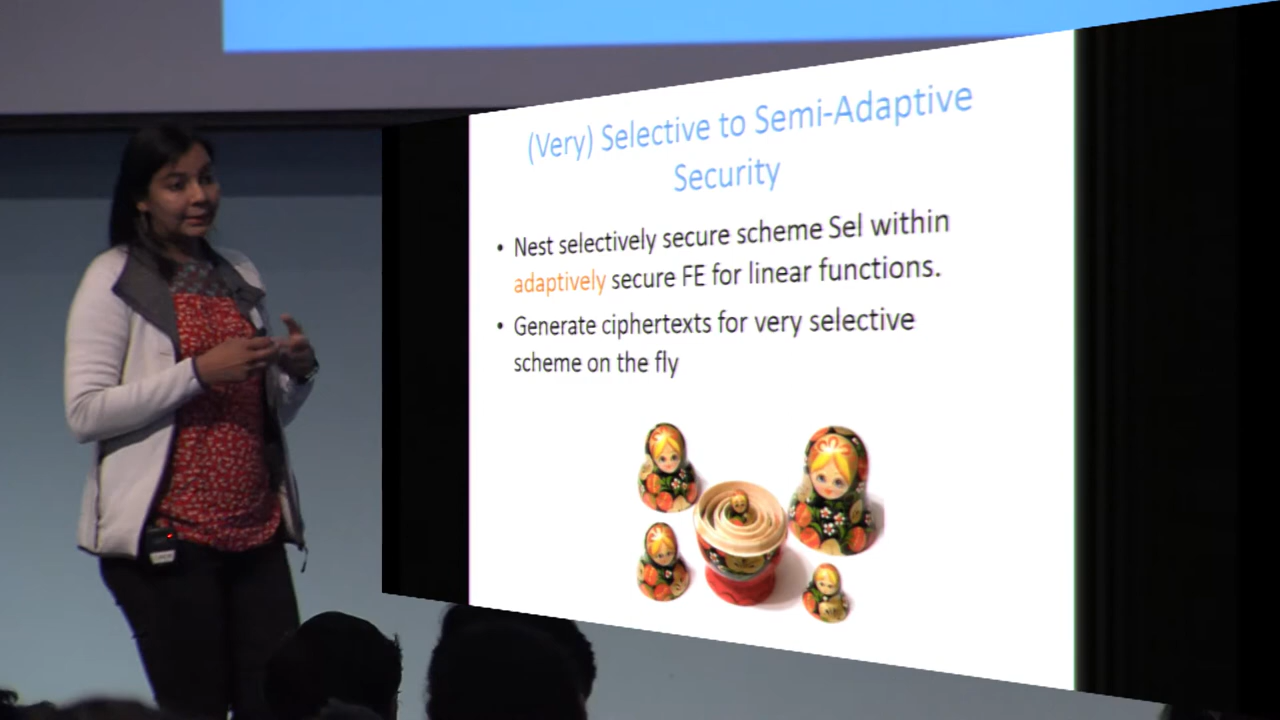 (Very) Selective to Semi-Adaptive
Security
• Nest selectively secure scheme Sel within
adaptively secure FE for linear functions.
• Generate ciphertexts for very selective
scheme on the fly